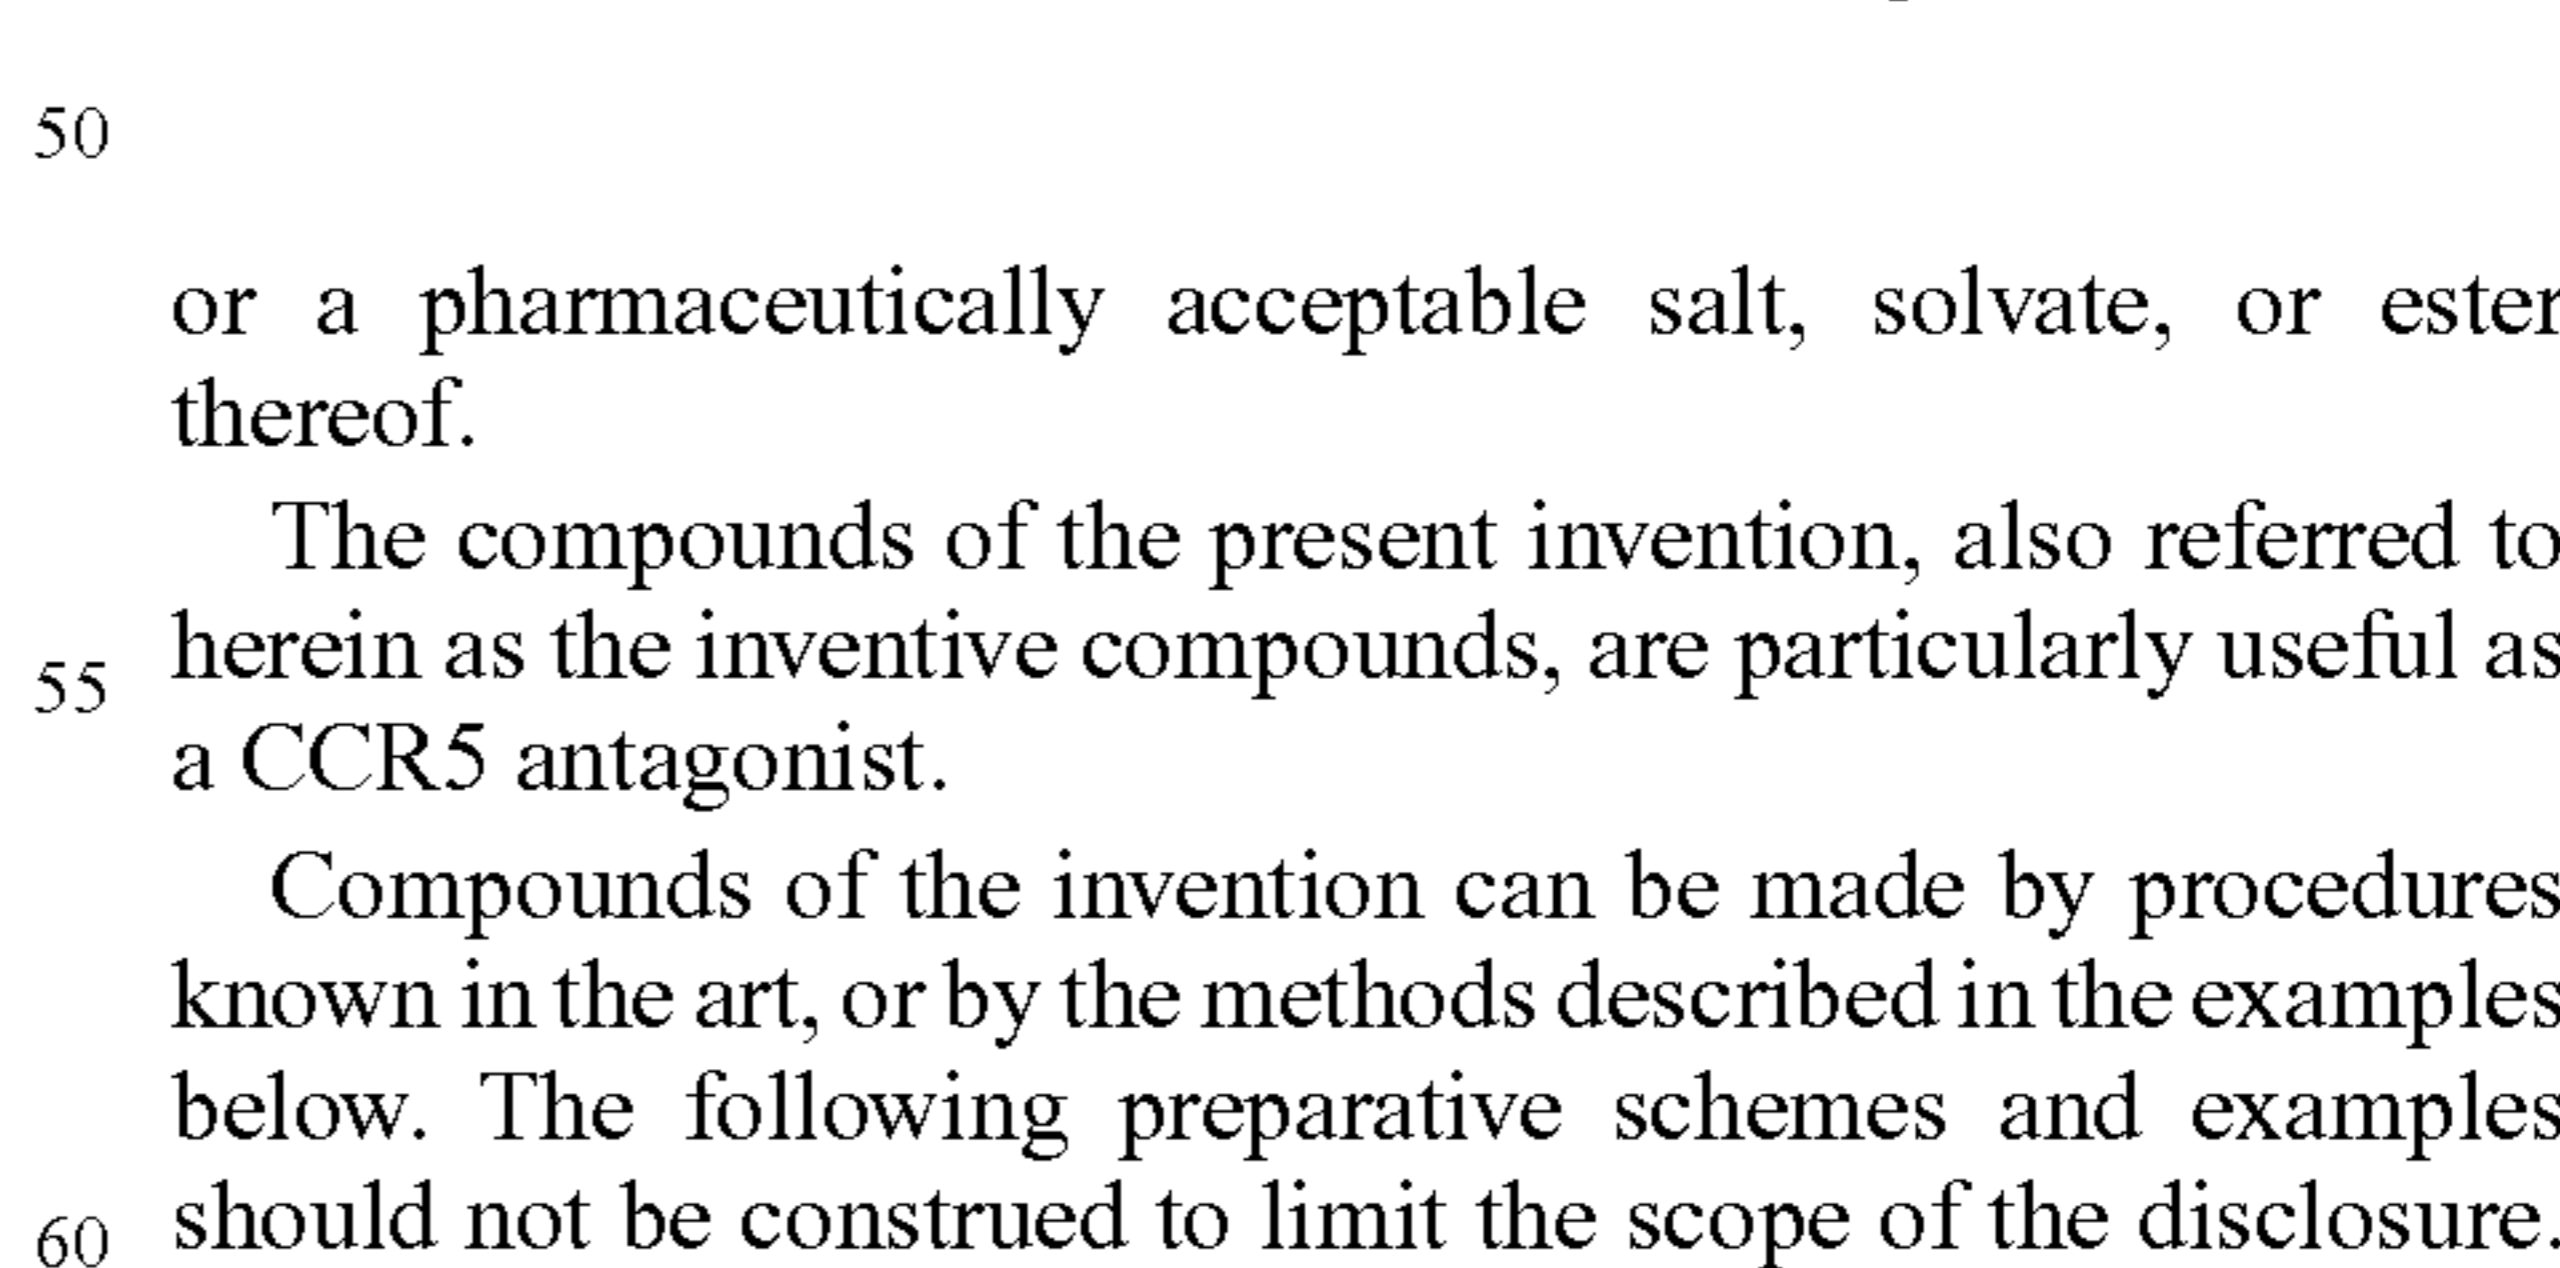 50
or a pharmaceutically acceptable salt, solvate, or ester
thereof.
The compounds of the present invention, also referred to
herein as the inventive compounds, are particularly useful as
55
a CCR5 antagonist.
Compounds of the invention can be made by procedures
known in the art, or by the methods described in the examples
below. The following preparative schemes and examples
60 should not be construed to limit the scope of the disclosure.